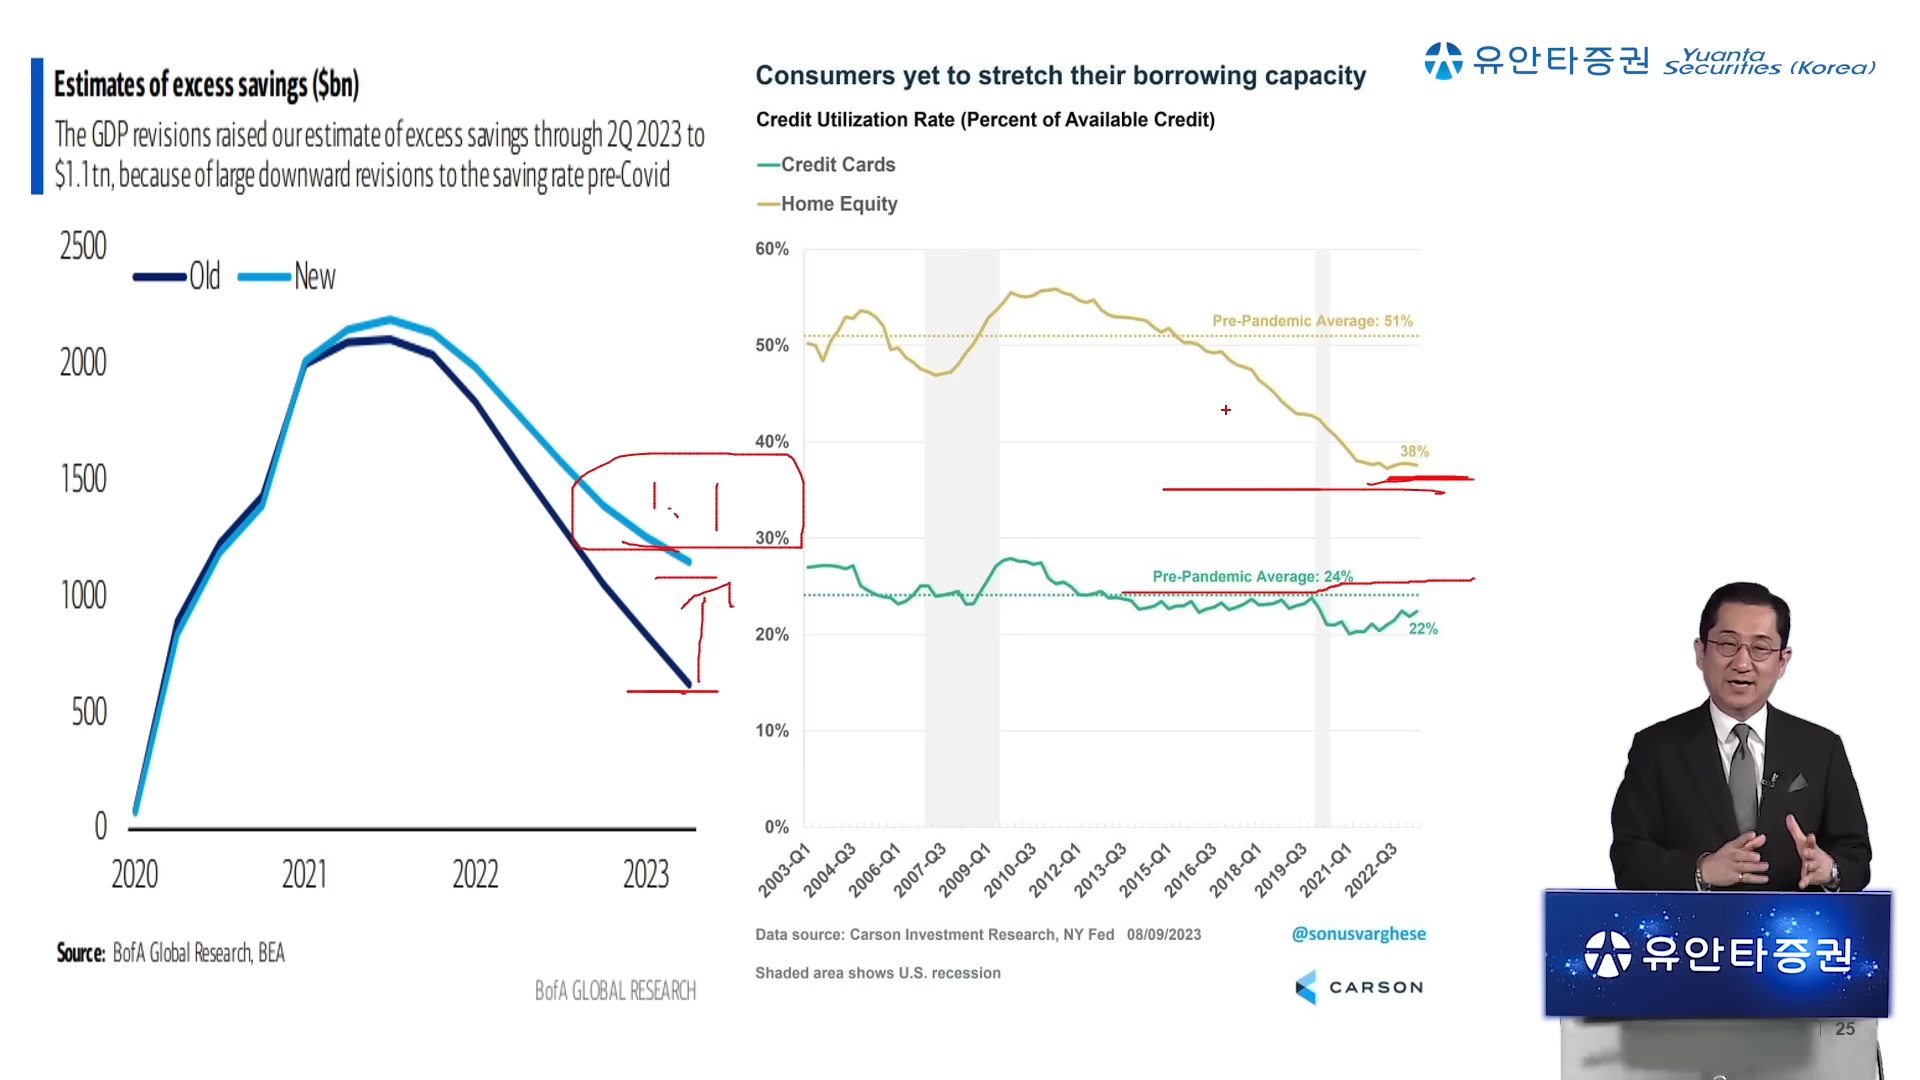 유안타증권 Yuanta Securities (Korea)
Estimates of excess savings ($bn)
The GDP revisions raised our estimate of excess savings through 2Q 2023 to
$1.1tn, because of large downward revisions to the saving rate pre-Covid
2500
2000
1500
1000
500
0
Old New
2020 2021 2022 2023
1.1
Source: BofA Global Research, BEA
BofA GLOBAL RESEARCH
Consumers yet to stretch their borrowing capacity
Credit Utilization Rate (Percent of Available Credit)
Credit Cards
Home Equity
60%
50%
40%
30%
20%
10%
0%
Pre-Pandemic Average: 51%
38%
Pre-Pandemic Average: 24%
22%
2003-Q1 2004-Q3 2006-Q1 2007-Q3 2009-Q1 2010-Q3 2012-Q1 2013-Q3 2015-Q1 2016-Q3 2018-Q1 2019-Q3 2021-Q1 2022-Q3
Data source: Carson Investment Research, NY Fed 08/09/2023
@sonusvarghese
Shaded area shows U.S. recession
CARSON
유안타증권
25